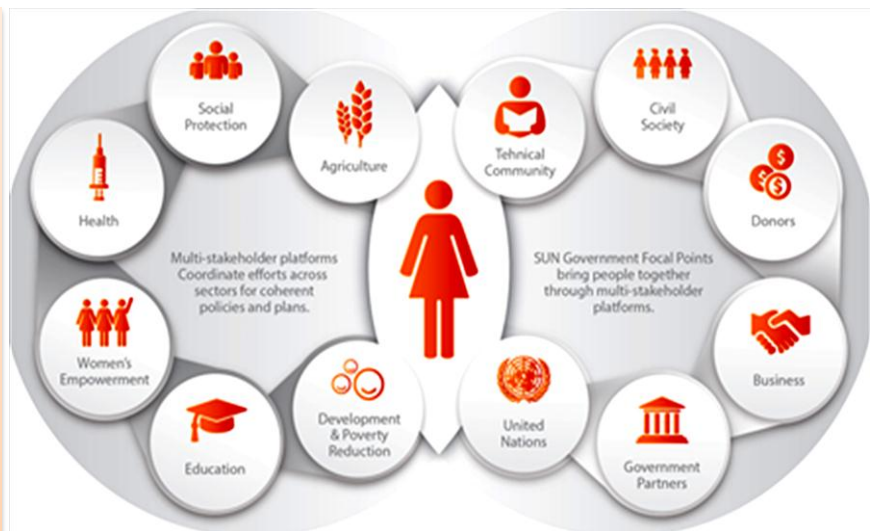 Social
Protection
Agriculture
Health
Multi-stakeholder platforms
Coordinate efforts across
sectors for coherent
policies and plans.
Women's
Empowerment
Education
Development
& Poverty
Reduction
Tehnical
Community
Civil
Society
Donors
SUN Government Focal Points
bring people together
through multi-stakeholder
platforms.
Business
United
Nations
Government
Partners